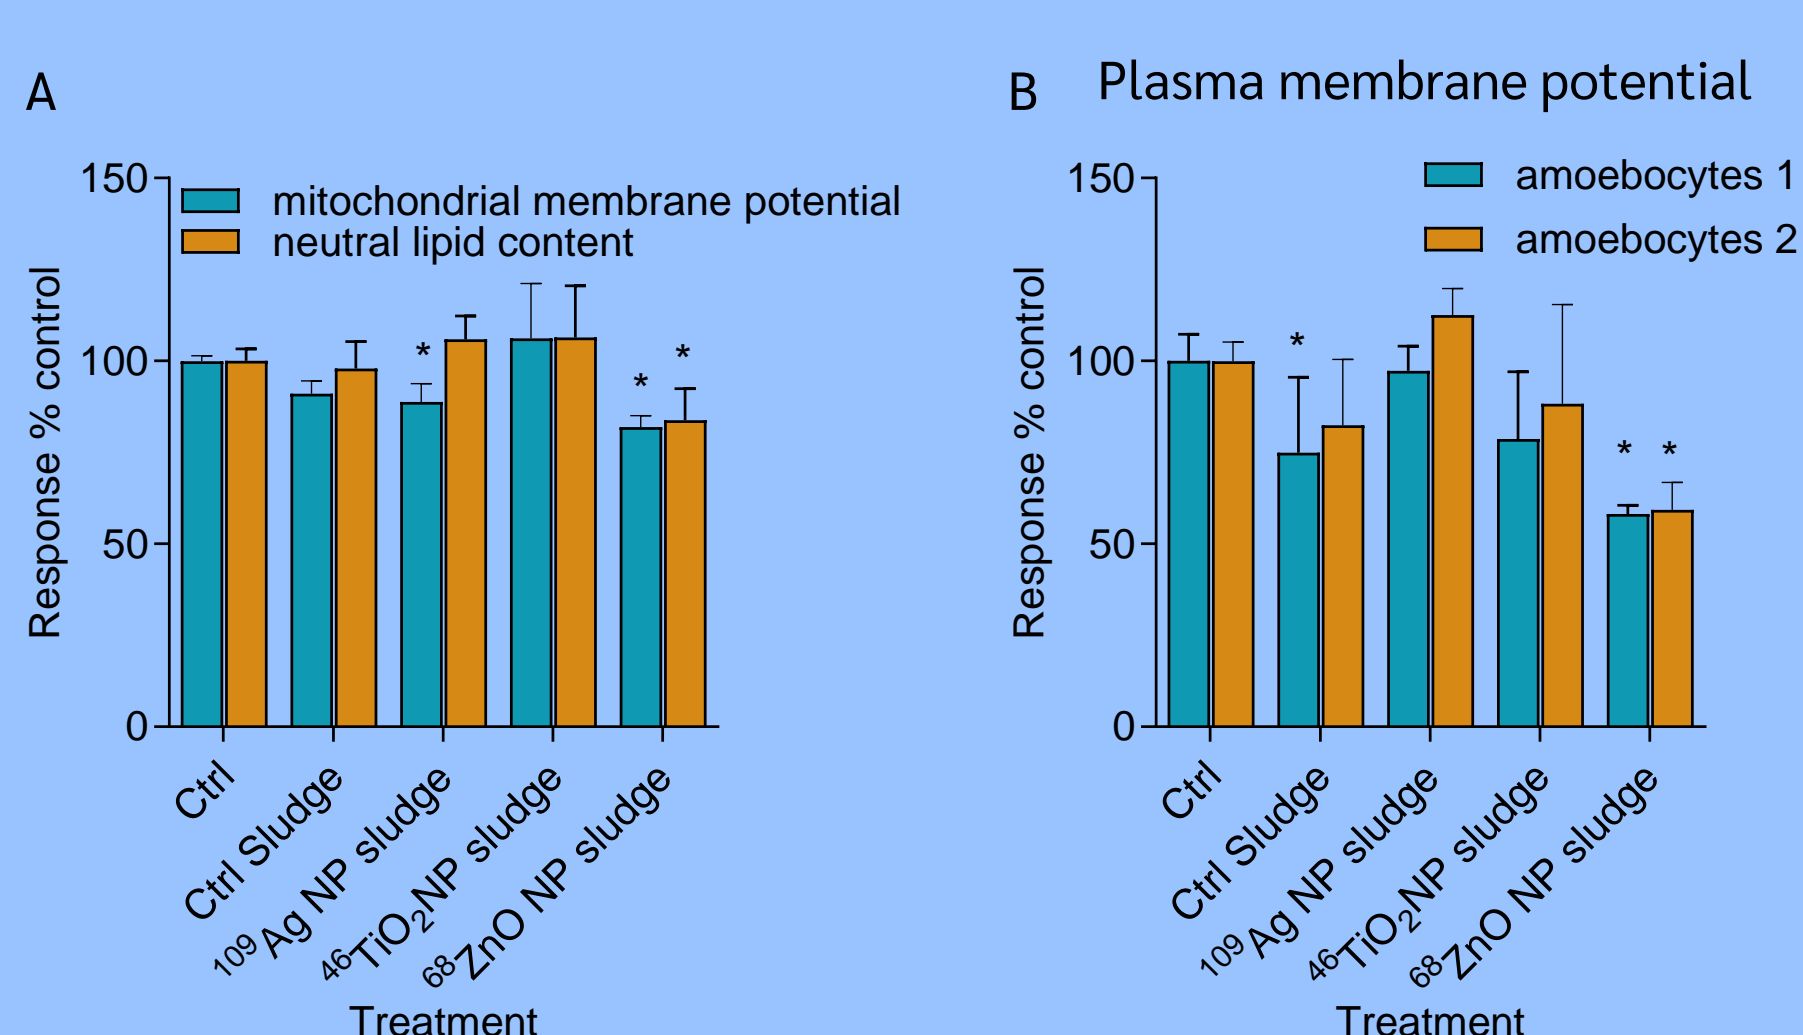 A
150
100
50
0
Response % control
mitochondrial membrane potential
neutral lipid content
*
*
*
Ctrl
Ctrl Sludge
¹⁰⁹Ag NP sludge
⁴⁶TiO₂NP sludge
⁶⁸ZnO NP sludge
Treatment
B
Plasma membrane potential
150
100
50
0
Response % control
amoebocytes 1
amoebocytes 2
*
*
*
Ctrl
Ctrl Sludge
¹⁰⁹Ag NP sludge
⁴⁶TiO₂NP sludge
⁶⁸ZnO NP sludge
Treatment